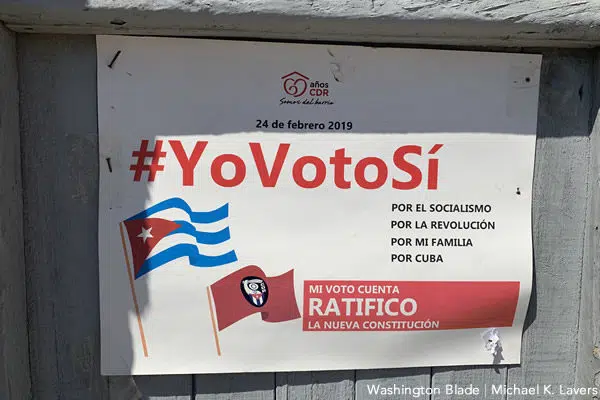 60 años
CDR
Somos del barrio
24 de febrero 2019
#YoVotoSí
POR EL SOCIALISMO
POR LA REVOLUCIÓN
POR MI FAMILIA
POR CUBA
MI VOTO CUENTA
RATIFICO
LA NUEVA CONSTITUCIÓN
Washington Blade | Michael K. Lavers